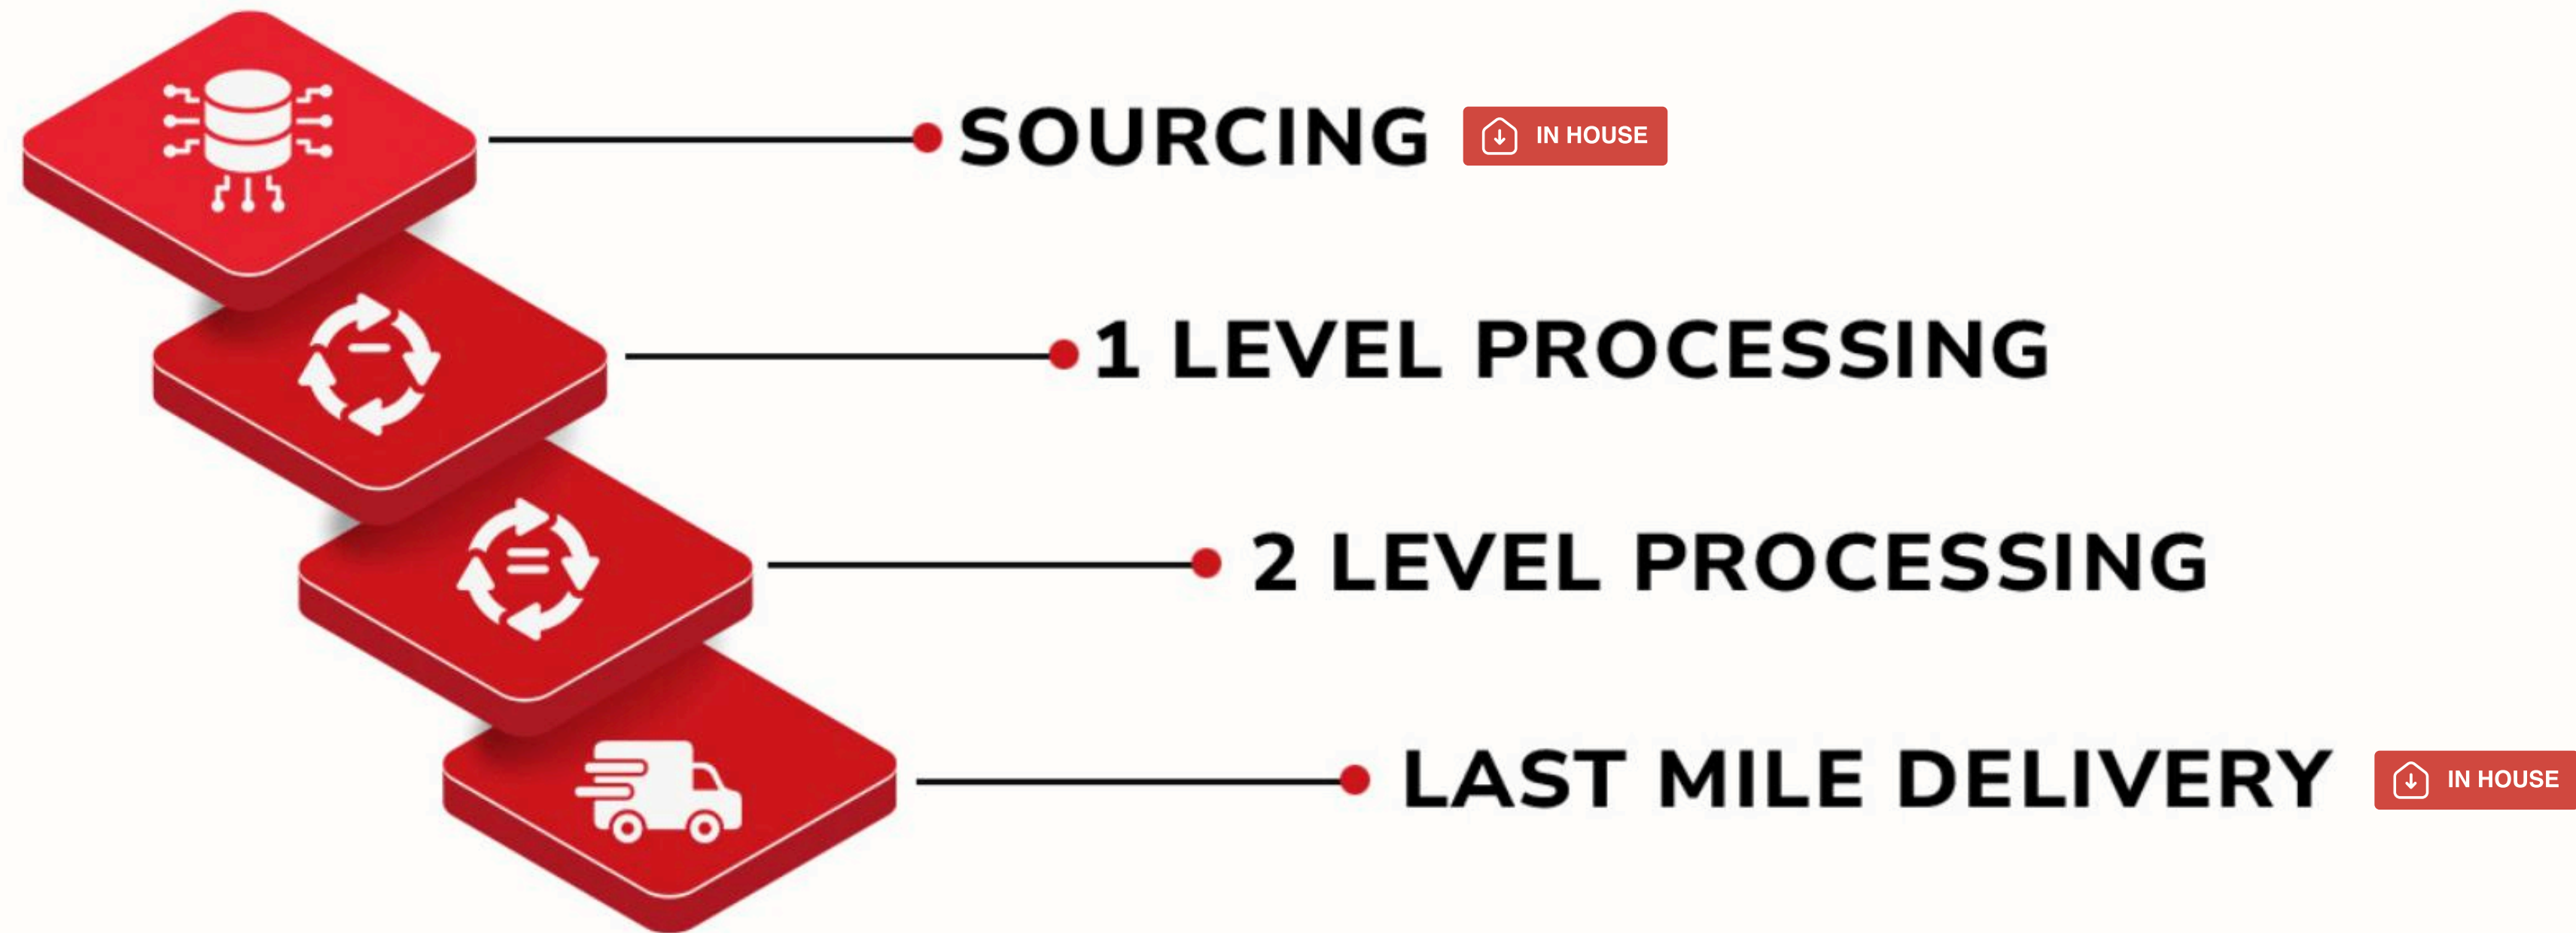 SOURCING IN HOUSE
1 LEVEL PROCESSING
2 LEVEL PROCESSING
LAST MILE DELIVERY IN HOUSE